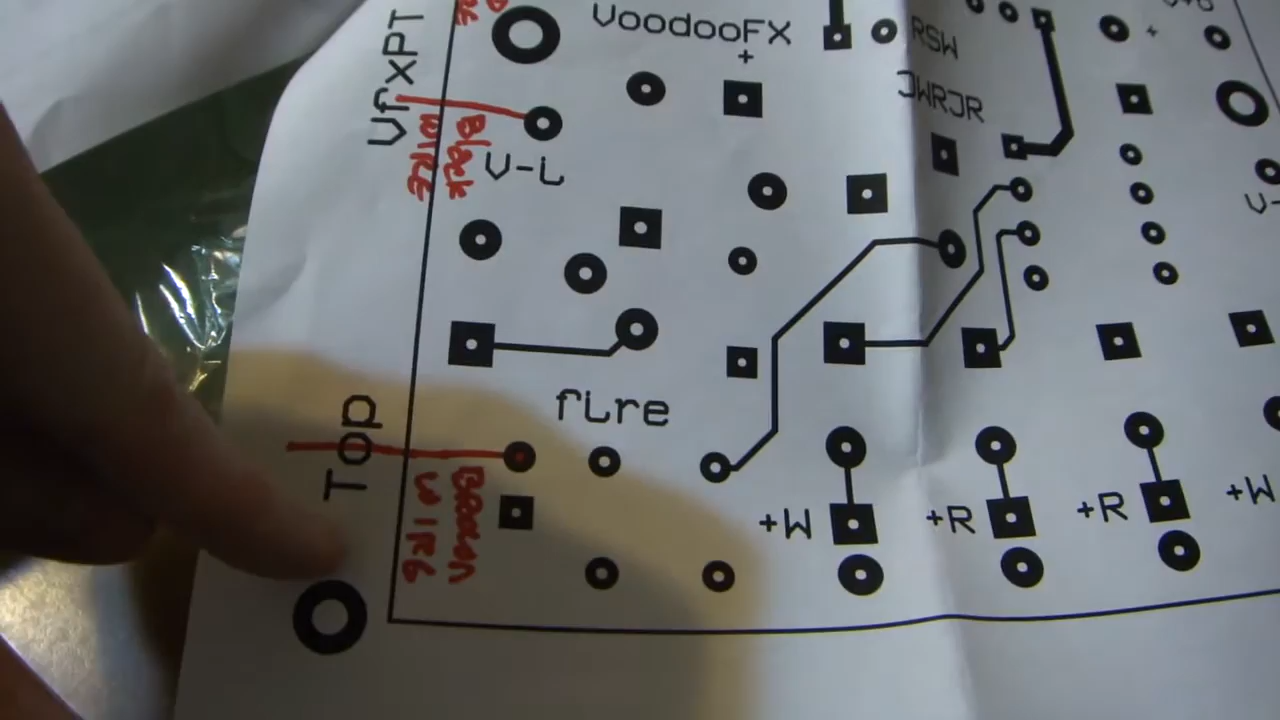 VoodooFX
+
RSW
JWRJR
+
VfxPT
Black
WIRE
V-L
V-
fire
Top
Brown
WIRE
+W
+R
+R
+W